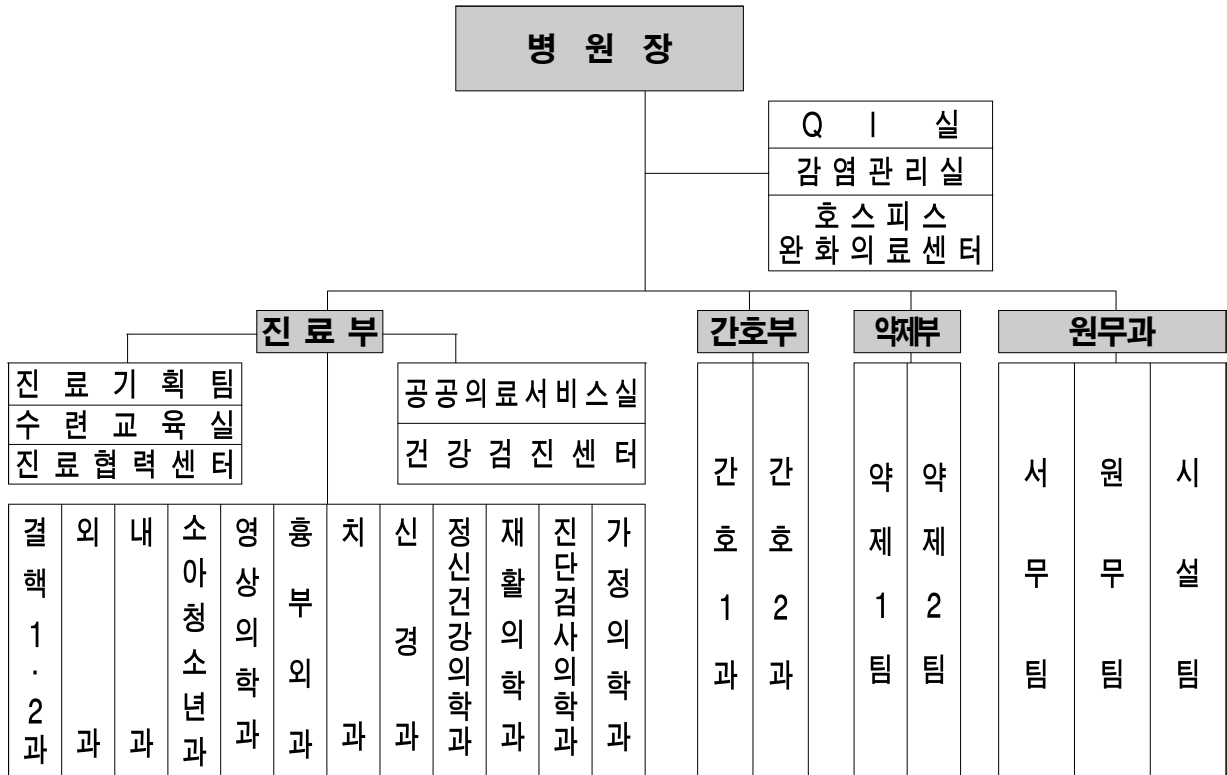 병 원 장
Q I 실
감염관리실
호스피스
완화의료센터
진료부
간호부
약제부
원무과
진료기획팀
수련교육실
진료협력센터
공공의료서비스실
건강검진센터
결핵1·2과
외과
내과
소아청소년과
영상의학과
흉부외과
치과
신경과
정신건강의학과
재활의학과
진단검사의학과
가정의학과
간호1과
간호2과
약제1팀
약제2팀
서무팀
원무팀
시설팀